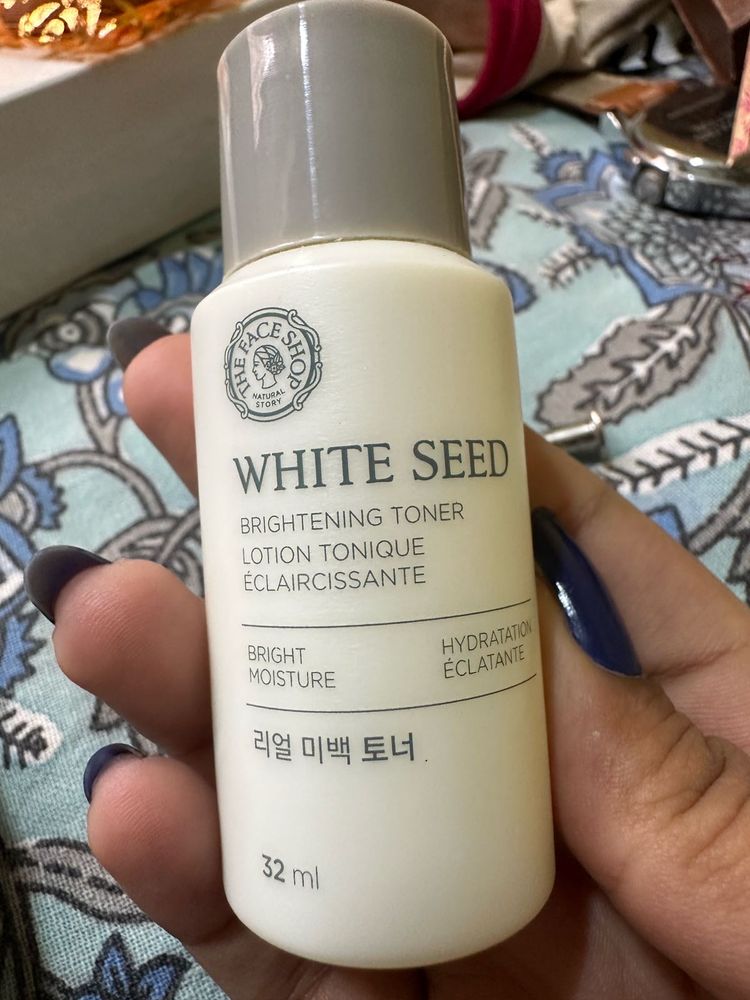 THE FACE SHOP
NATURAL
STORY
WHITE SEED
BRIGHTENING TONER
LOTION TONIQUE
ÉCLAIRCISSANTE
BRIGHT
MOISTURE
HYDRATATION
ÉCLATANTE
리얼 미백 토너
32 ml